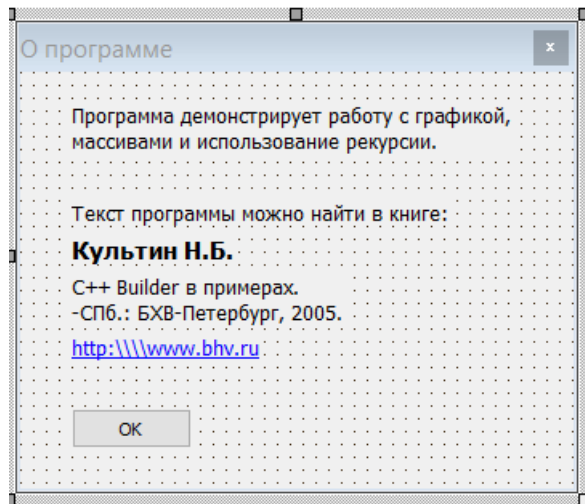 О программе
x
Программа демонстрирует работу с графикой,
массивами и использование рекурсии.
Текст программы можно найти в книге:
Культин Н.Б.
C++ Builder в примерах.
-СПб.: БХВ-Петербург, 2005.
http:\\\\www.bhv.ru
OK